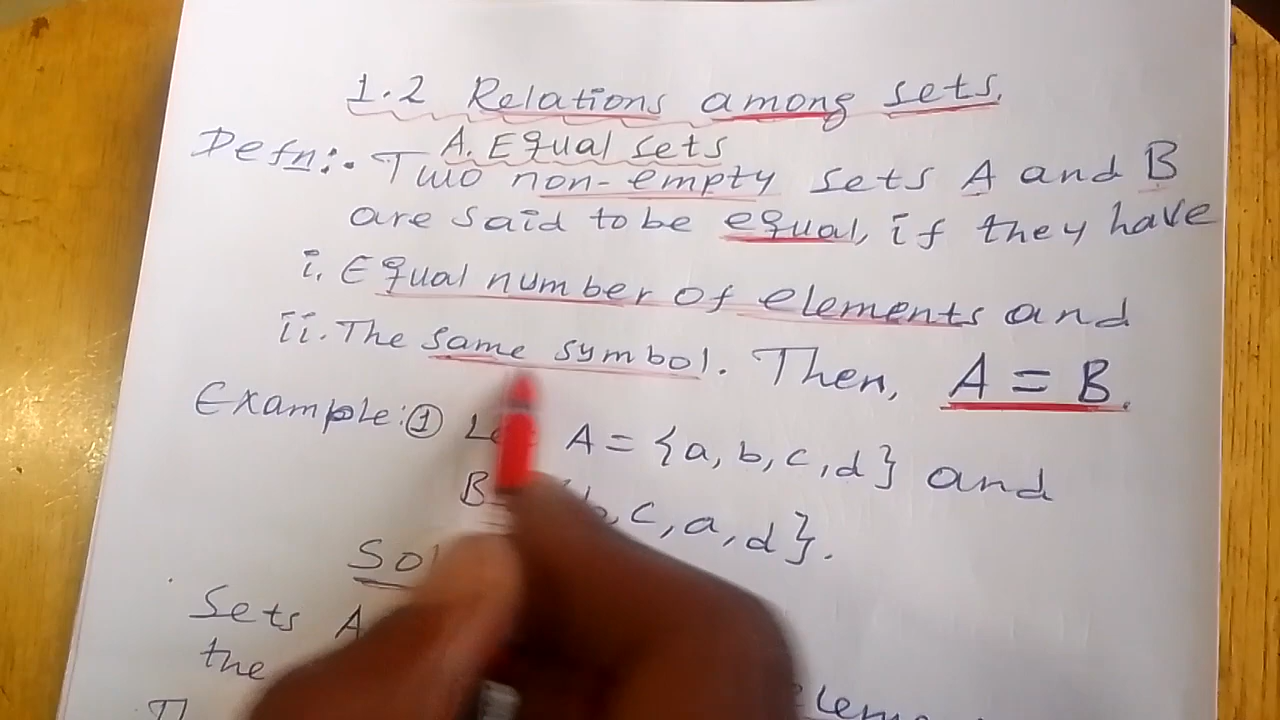 1.2 Relations among sets.
A. Equal sets
Defn:- Two non-empty sets A and B
are said to be equal, if they have
i. Equal number of elements and
ii. The same symbol. Then, A = B.
Example: ① A = {a, b, c, d} and
B , c, a, d}.
Sets A
the